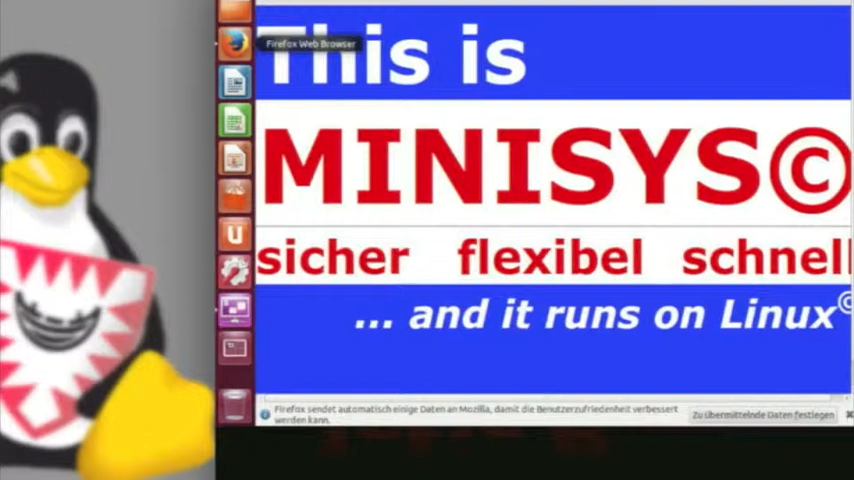 This is
Firefox Web Browser
MINISYS©
sicher flexibel schnell
... and it runs on Linux©
Firefox sendet automatisch einige Daten an Mozilla, damit die Benutzerzufriedenheit verbessert
werden kann.
Zu übermittelnde Daten festlegen